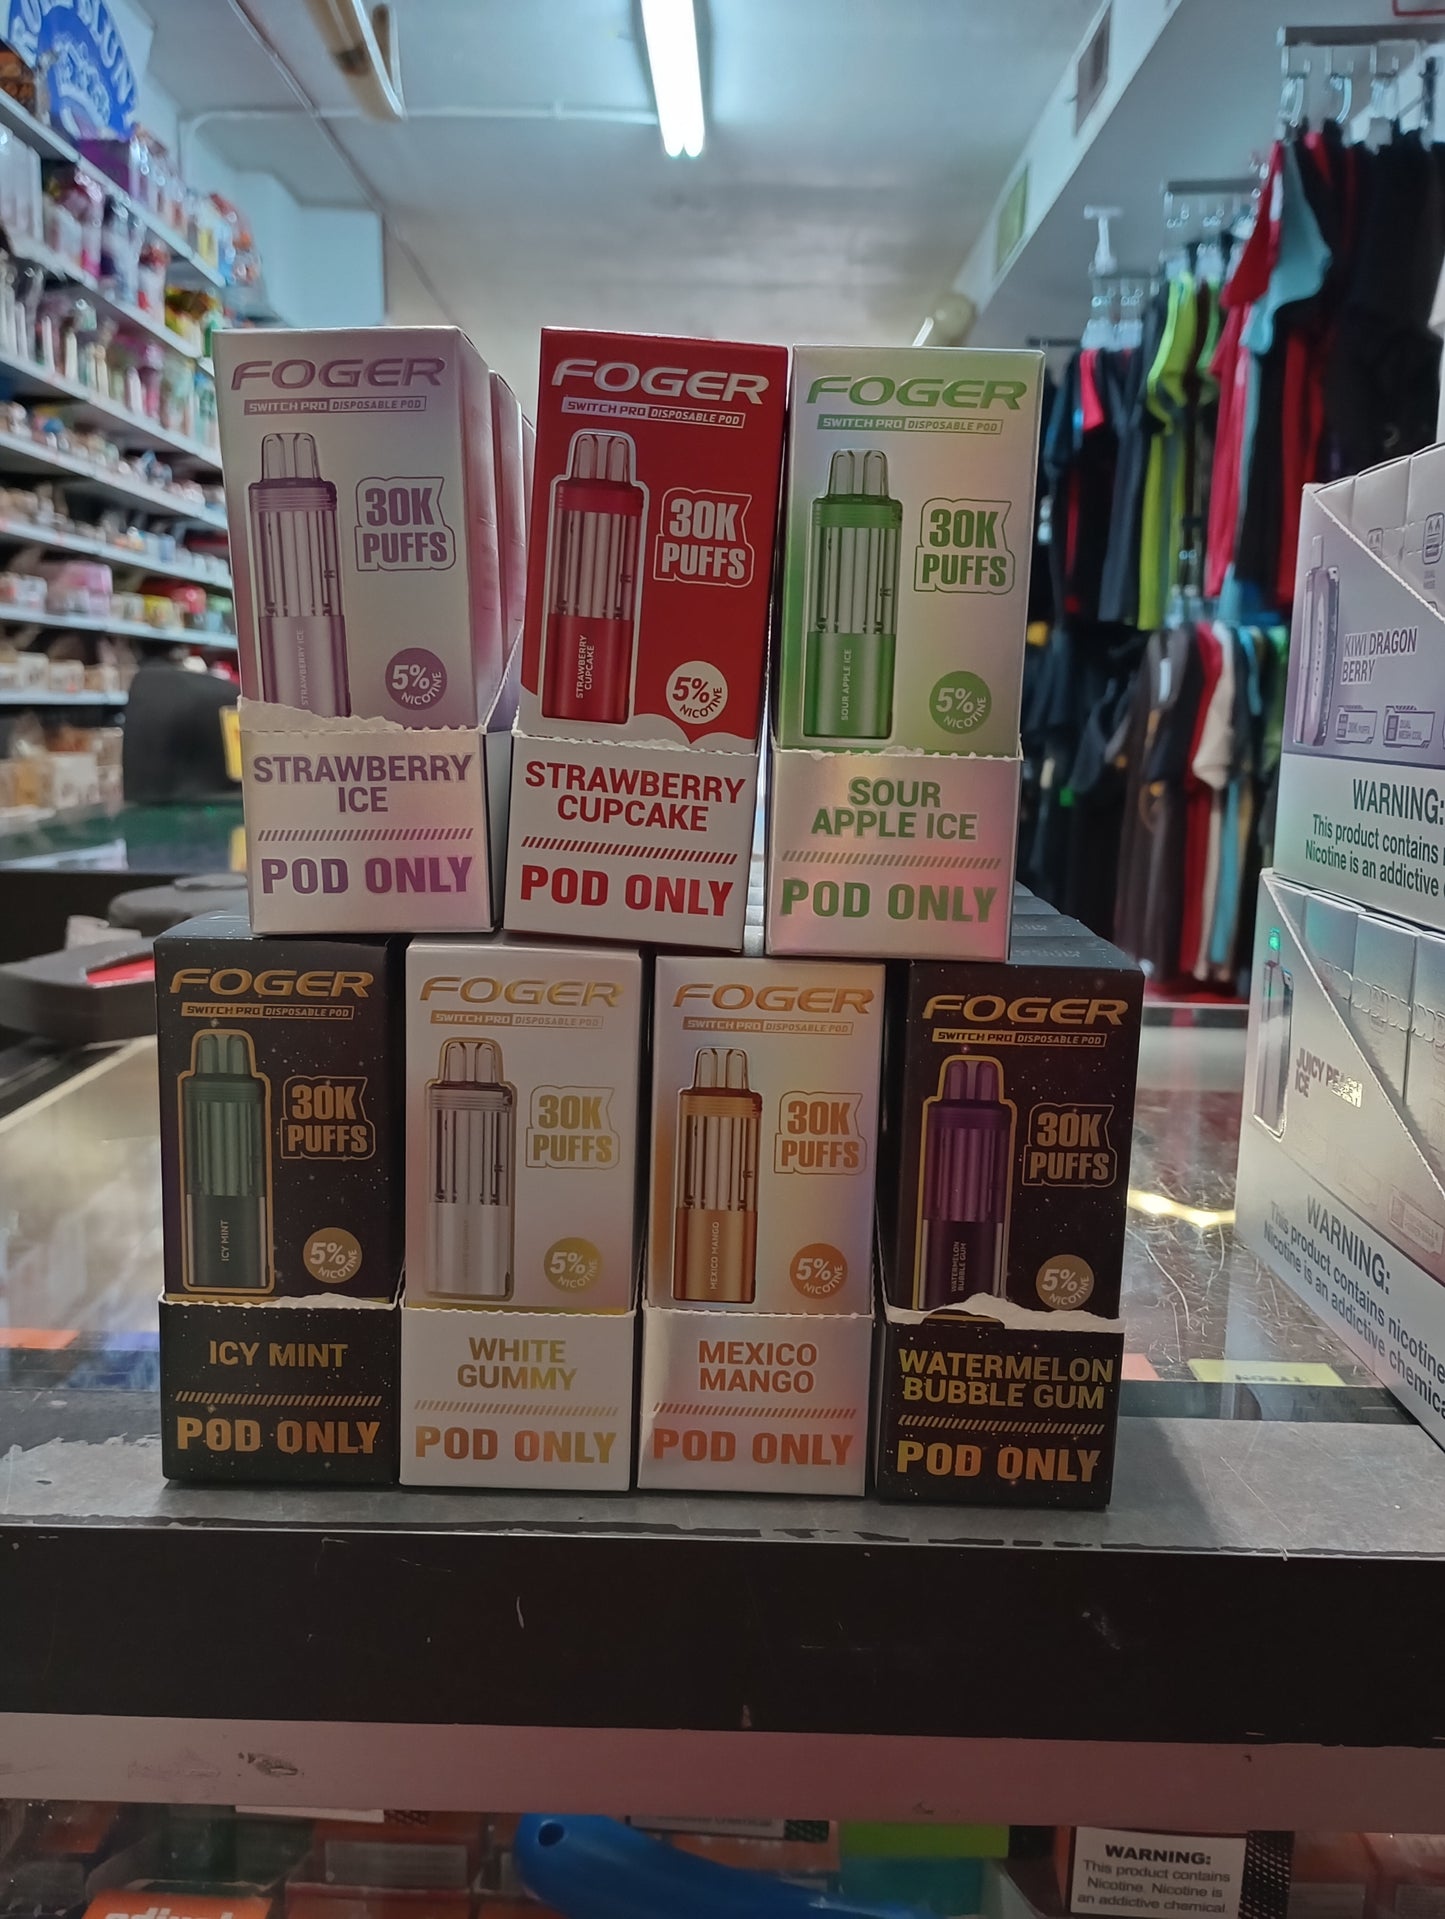 FOGER
SWITCH PRO DISPOSABLE POD
30K
PUFFS
STRAWBERRY ICE
5%
NICOTINE
STRAWBERRY
ICE
POD ONLY
FOGER
SWITCH PRO DISPOSABLE POD
30K
PUFFS
STRAWBERRY
CUPCAKE
5%
NICOTINE
STRAWBERRY
CUPCAKE
POD ONLY
FOGER
SWITCH PRO DISPOSABLE POD
30K
PUFFS
SOUR APPLE ICE
5%
NICOTINE
SOUR
APPLE ICE
POD ONLY
FOGER
SWITCH PRO DISPOSABLE POD
30K
PUFFS
ICY MINT
5%
NICOTINE
ICY MINT
POD ONLY
FOGER
SWITCH PRO DISPOSABLE POD
30K
PUFFS
5%
NICOTINE
WHITE
GUMMY
POD ONLY
FOGER
SWITCH PRO DISPOSABLE POD
30K
PUFFS
MEXICO MANGO
5%
NICOTINE
MEXICO
MANGO
POD ONLY
FOGER
SWITCH PRO DISPOSABLE POD
30K
PUFFS
WATERMELON
BUBBLE GUM
5%
NICOTINE
WATERMELON
BUBBLE GUM
POD ONLY
KIWI DRAGON
BERRY
DUAL
MESH COIL
WARNING:
This product contains
Nicotine is an addictive
JUICY PEACH
ICE
WARNING:
This product contains nicotine
Nicotine is an addictive chemic
WARNING:
This product contains
Nicotine. Nicotine is
an addictive chemical.